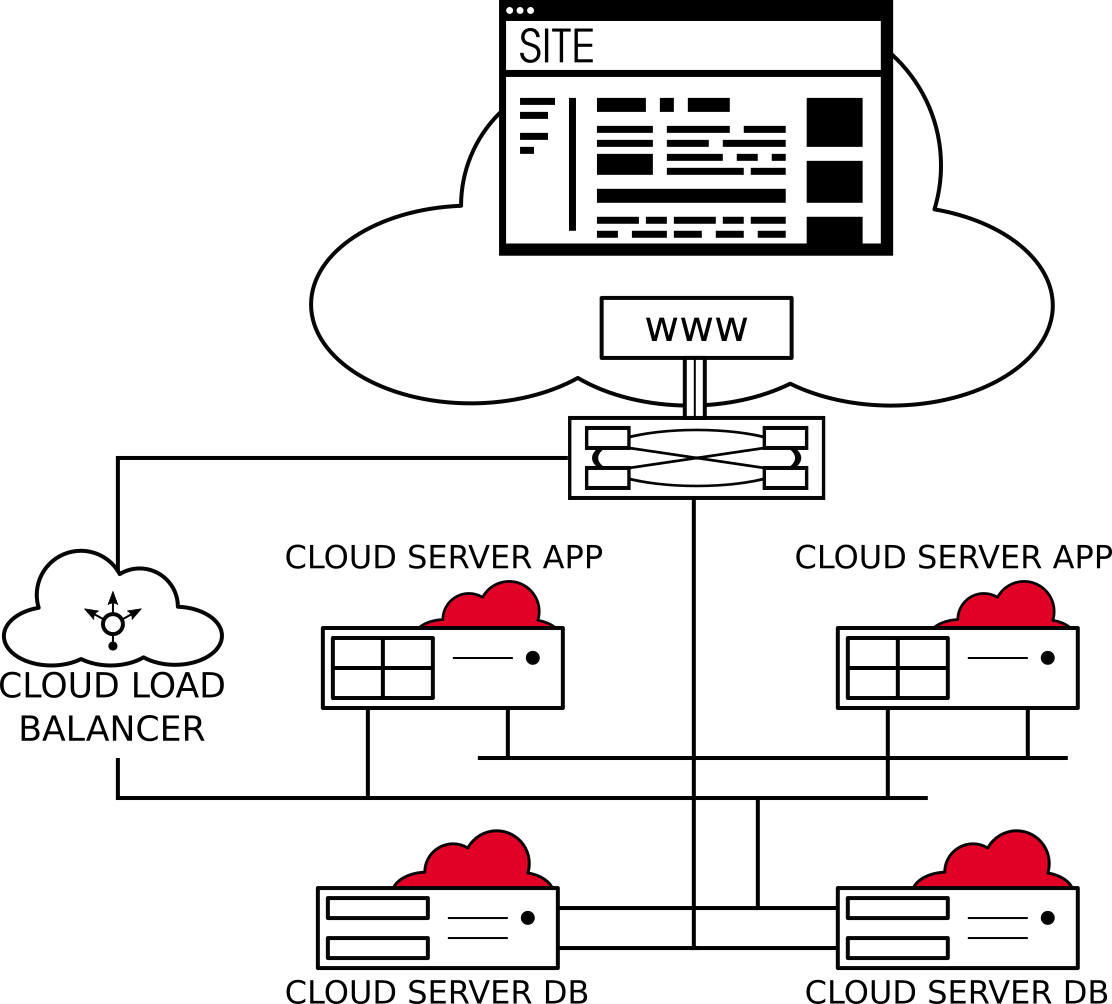 SITE
www
CLOUD SERVER APP
CLOUD SERVER APP
CLOUD LOAD
BALANCER
CLOUD SERVER DB
CLOUD SERVER DB